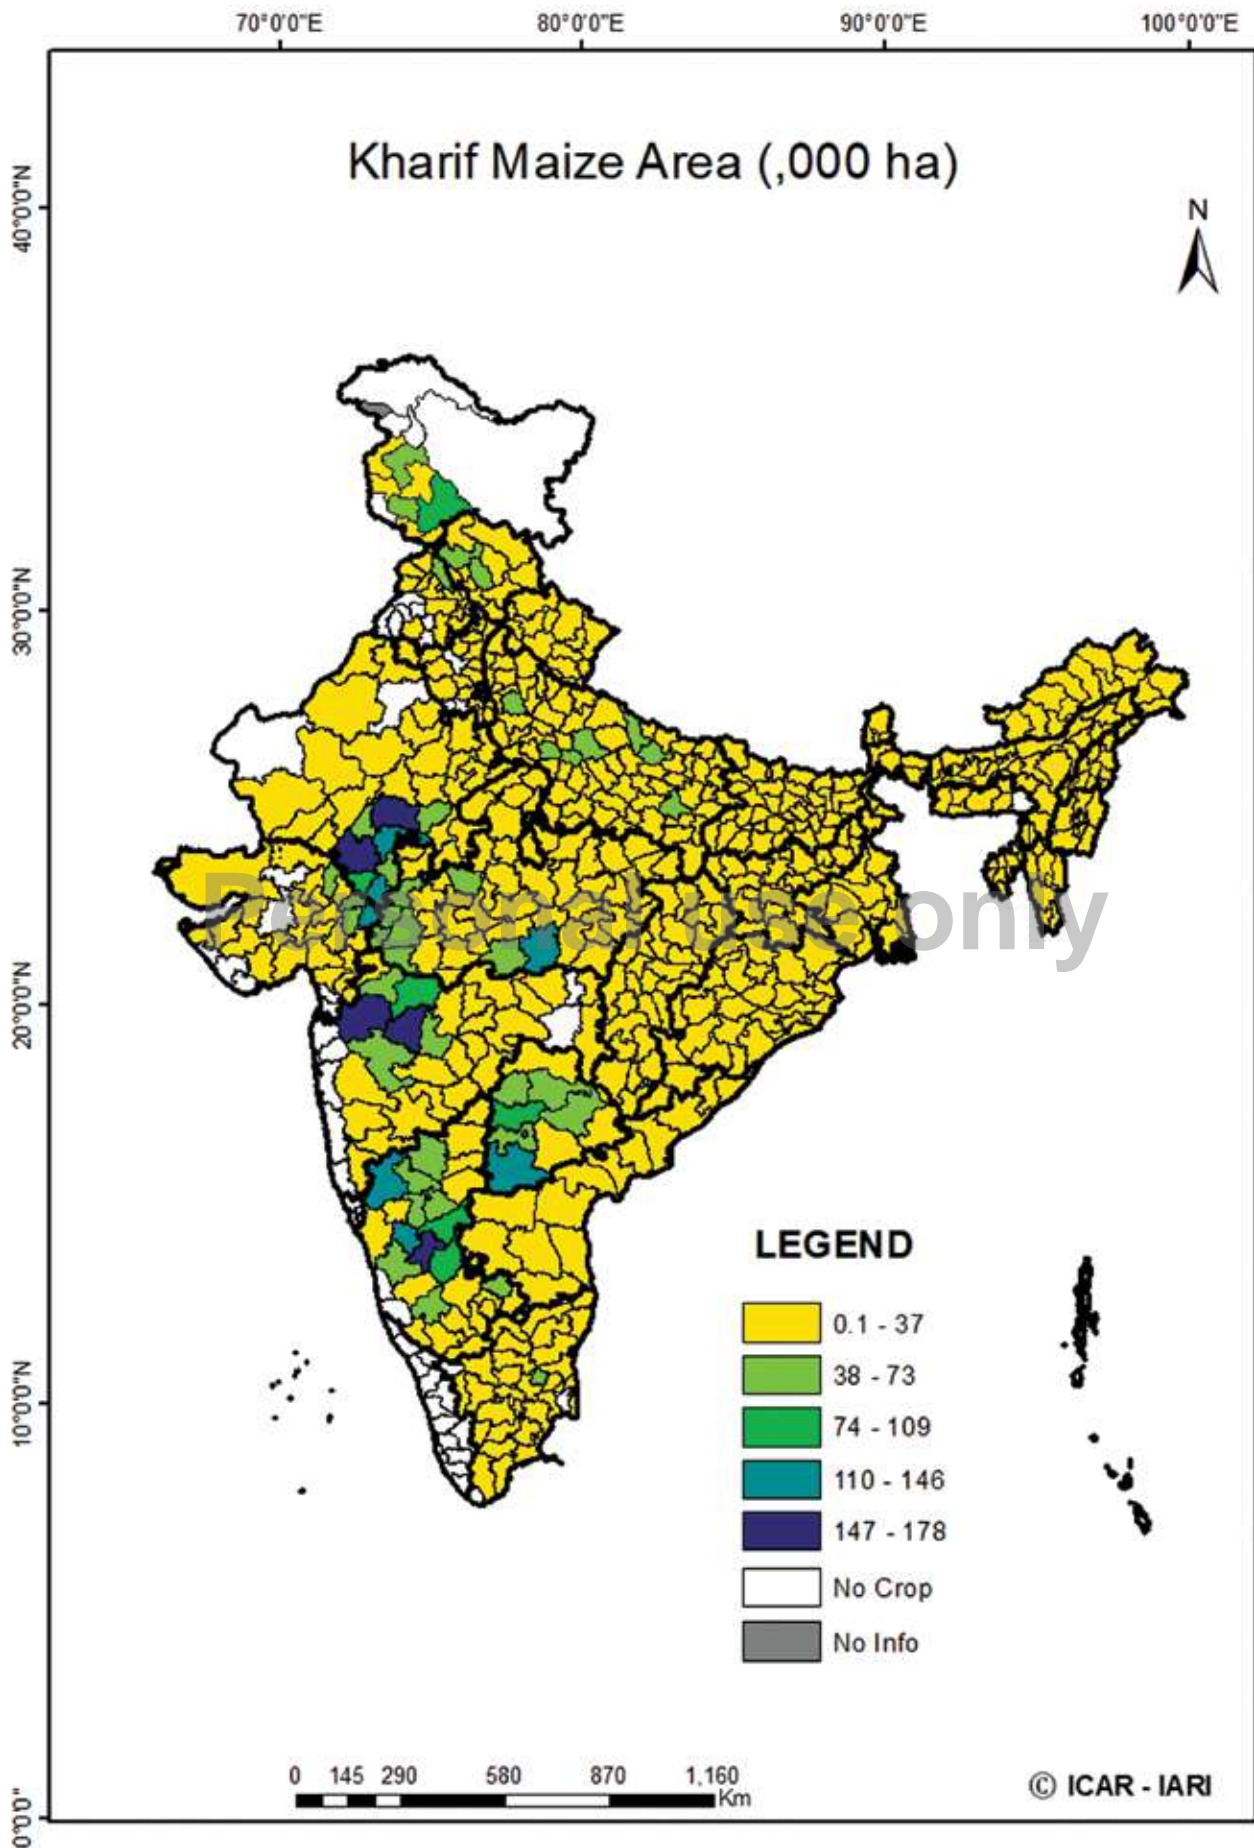 70°0'0"E 80°0'0"E 90°0'0"E 100°0'0"E
Kharif Maize Area (,000 ha)
N
40°0'0"N
30°0'0"N
20°0'0"N
10°0'0"N
0°0'0"
Personal use only
LEGEND
0.1 - 37
38 - 73
74 - 109
110 - 146
147 - 178
No Crop
No Info
0 145 290 580 870 1,160
Km
© ICAR - IARI